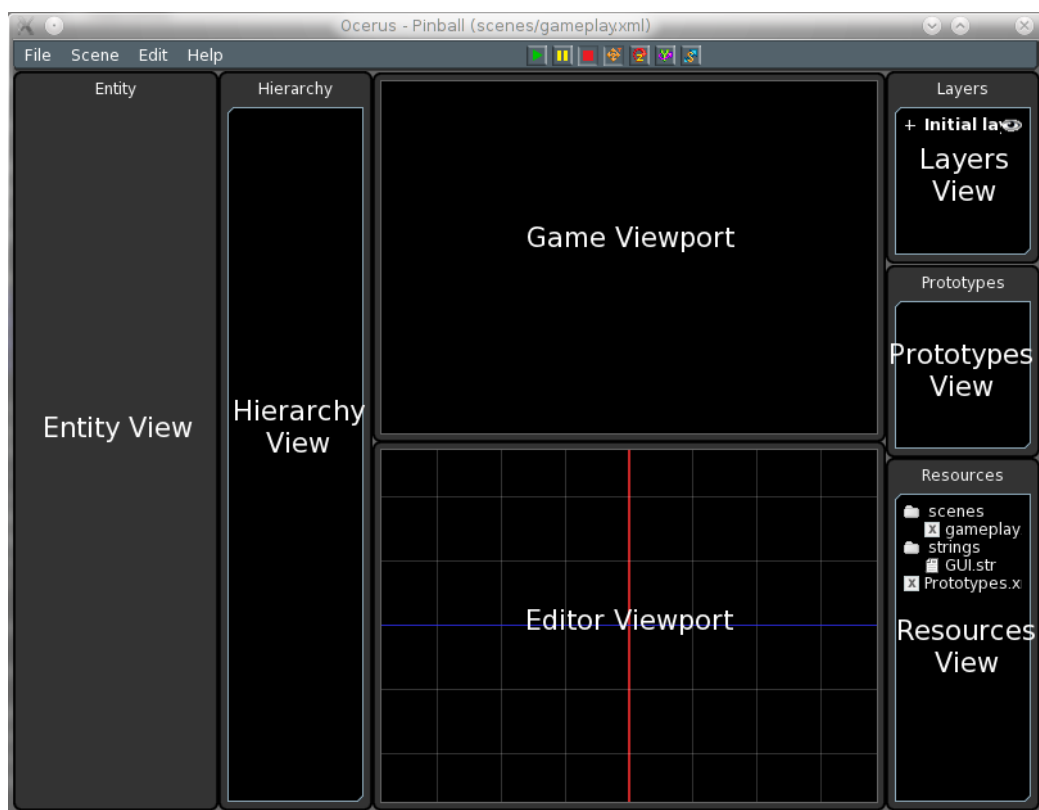 Ocerus - Pinball (scenes/gameplay.xml)
File Scene Edit Help
Entity
Entity View
Hierarchy
Hierarchy
View
Game Viewport
Editor Viewport
Layers
+ Initial lay
Layers
View
Prototypes
Prototypes
View
Resources
scenes
gameplay
strings
GUI.str
Prototypes.x
Resources
View